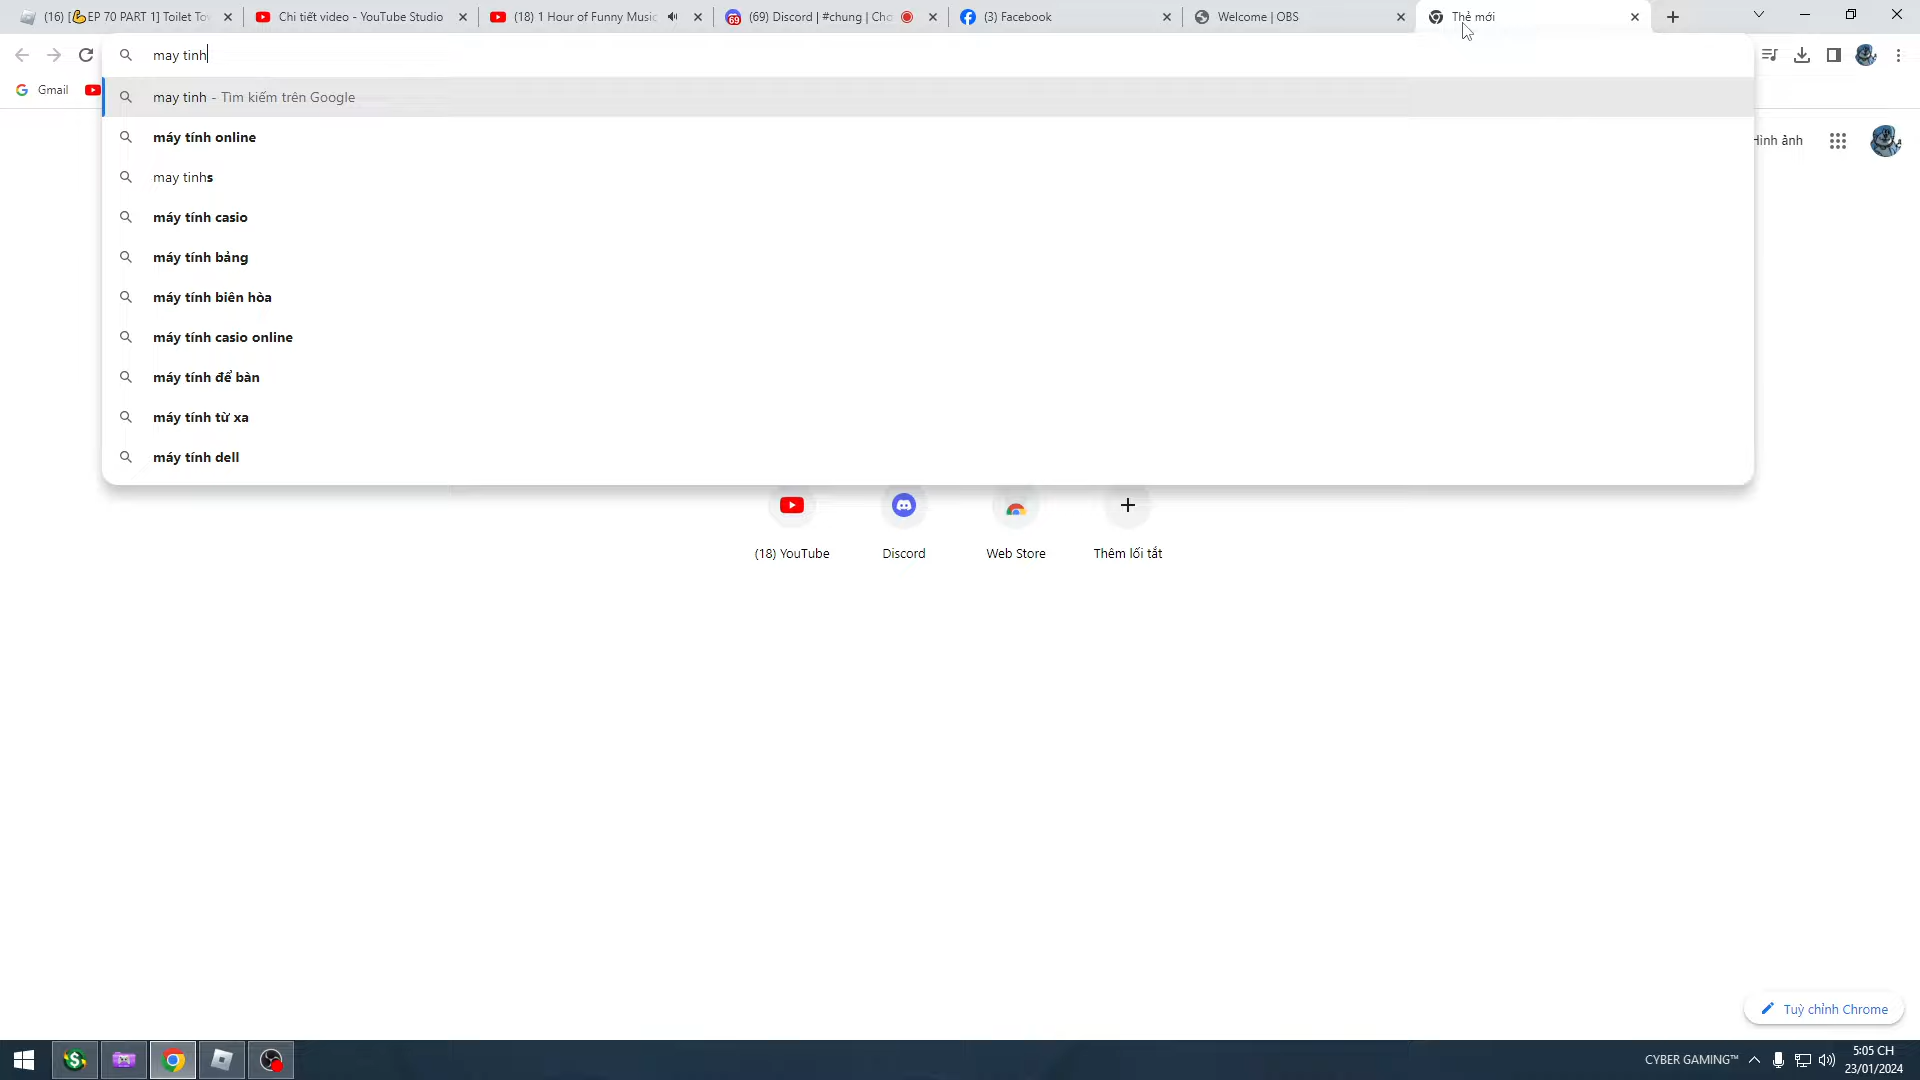 (16) [💪EP 70 PART 1] Toilet To
Chi tiết video - YouTube Studio
(18) 1 Hour of Funny Music
(69) Discord | #chung | Ch
(3) Facebook
Welcome | OBS
Thẻ mới
may tinh
Gmail
may tinh - Tìm kiếm trên Google
máy tính online
Hình ảnh
may tinhs
máy tính casio
máy tính bảng
máy tính biên hòa
máy tính casio online
máy tính để bàn
máy tính từ xa
máy tính dell
(18) YouTube
Discord
Web Store
Thêm lối tắt
Tuỳ chỉnh Chrome
CYBER GAMING™
5:05 CH
23/01/2024